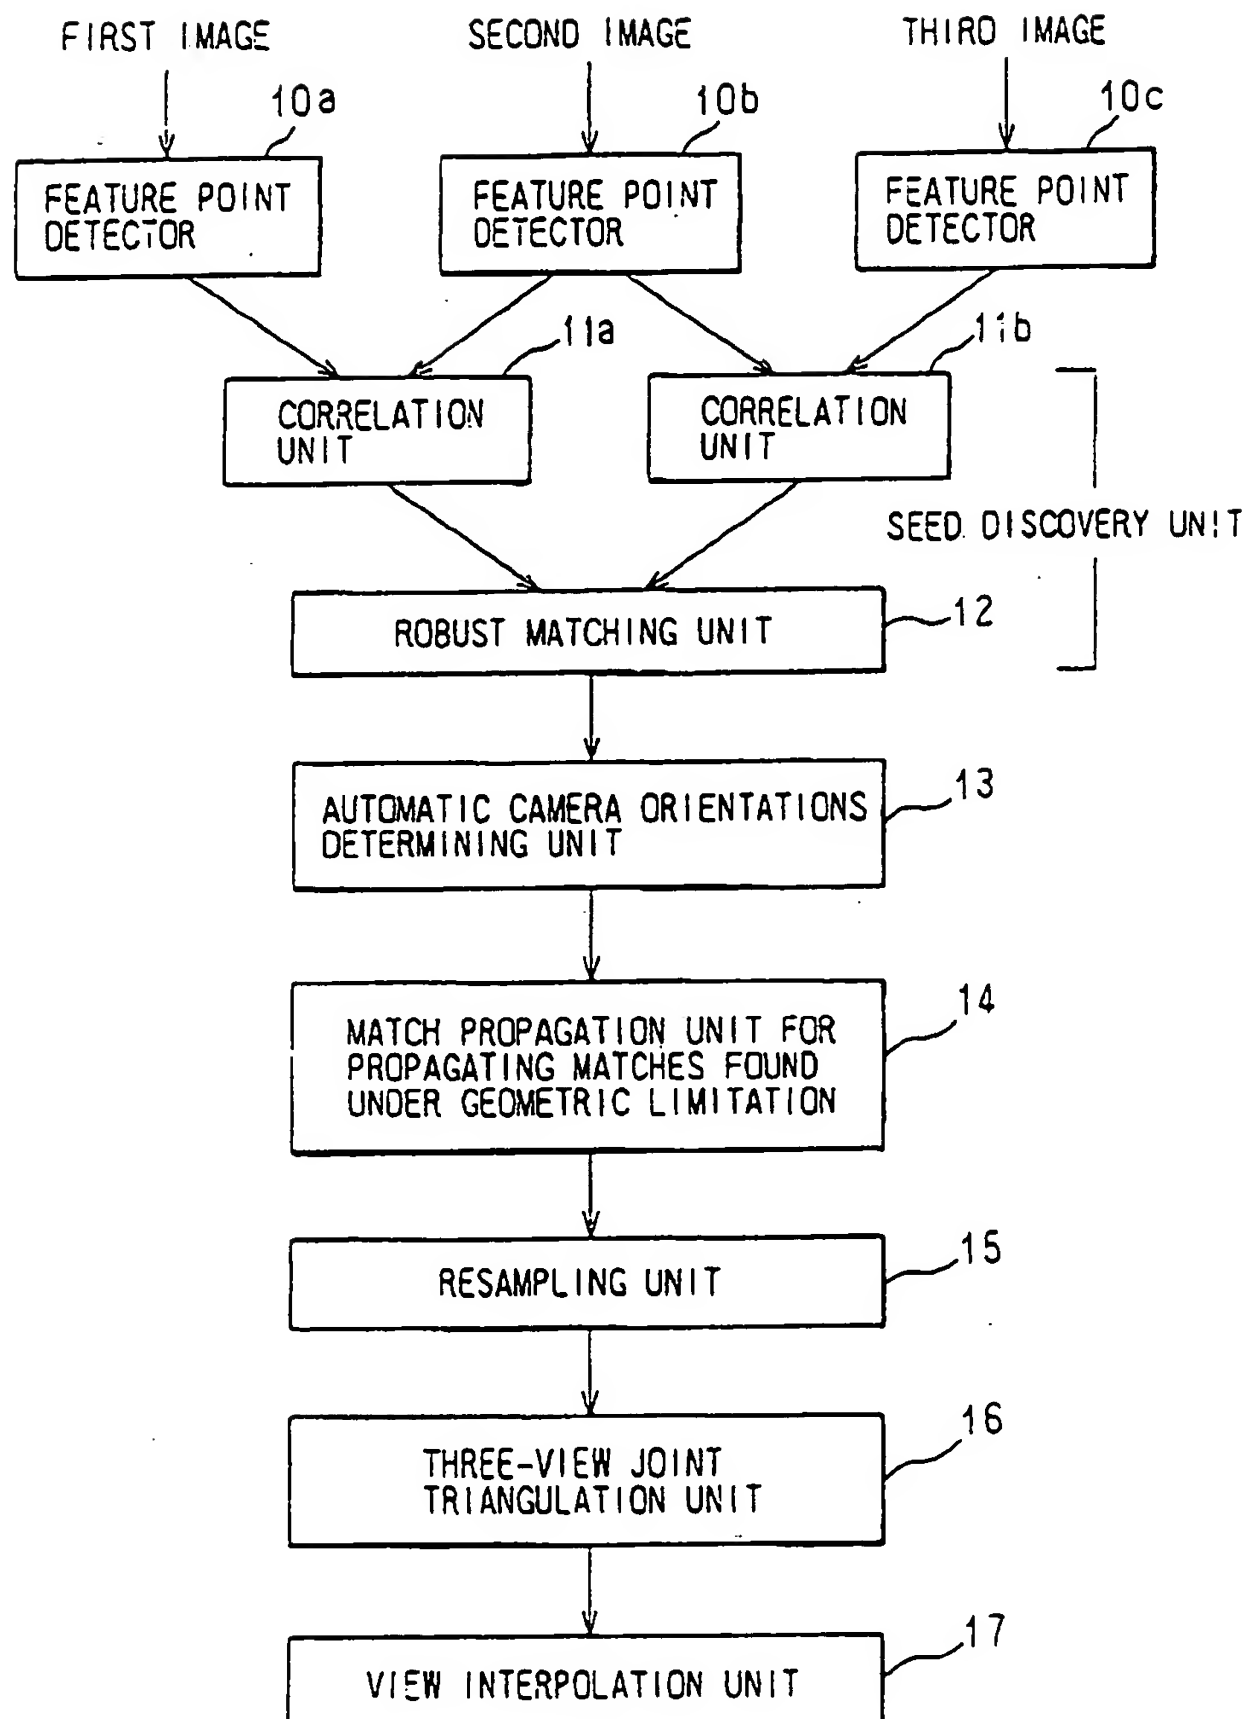 FIRST IMAGE
SECOND IMAGE
THIRD IMAGE
10a
10b
10c
FEATURE POINT
DETECTOR
FEATURE POINT
DETECTOR
FEATURE POINT
DETECTOR
11a
11b
CORRELATION
UNIT
CORRELATION
UNIT
SEED DISCOVERY UNIT
ROBUST MATCHING UNIT
12
AUTOMATIC CAMERA ORIENTATIONS
DETERMINING UNIT
13
MATCH PROPAGATION UNIT FOR
PROPAGATING MATCHES FOUND
UNDER GEOMETRIC LIMITATION
14
RESAMPLING UNIT
15
THREE-VIEW JOINT
TRIANGULATION UNIT
16
VIEW INTERPOLATION UNIT
17